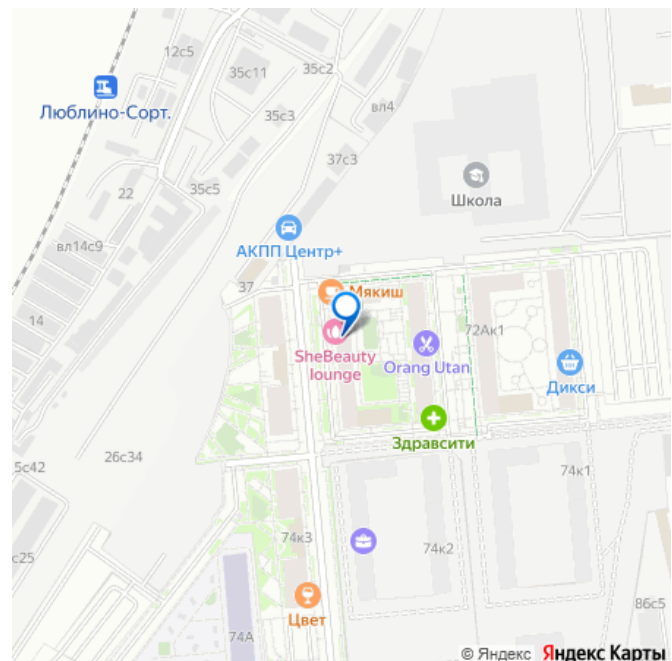 12с5
35с11
35с2
Люблино-Сорт.
35с3
вл4
37с3
22
35с5
Школа
вл14с9
АКПП Центр+
37
Мякиш
14
72Ак1
SheBeauty
lounge
Orang Utan
Дикси
Здравсити
26с34
5с42
74к1
74к3
74к2
с25
Цвет
86с5
74А
© Яндекс Яндекс Карты